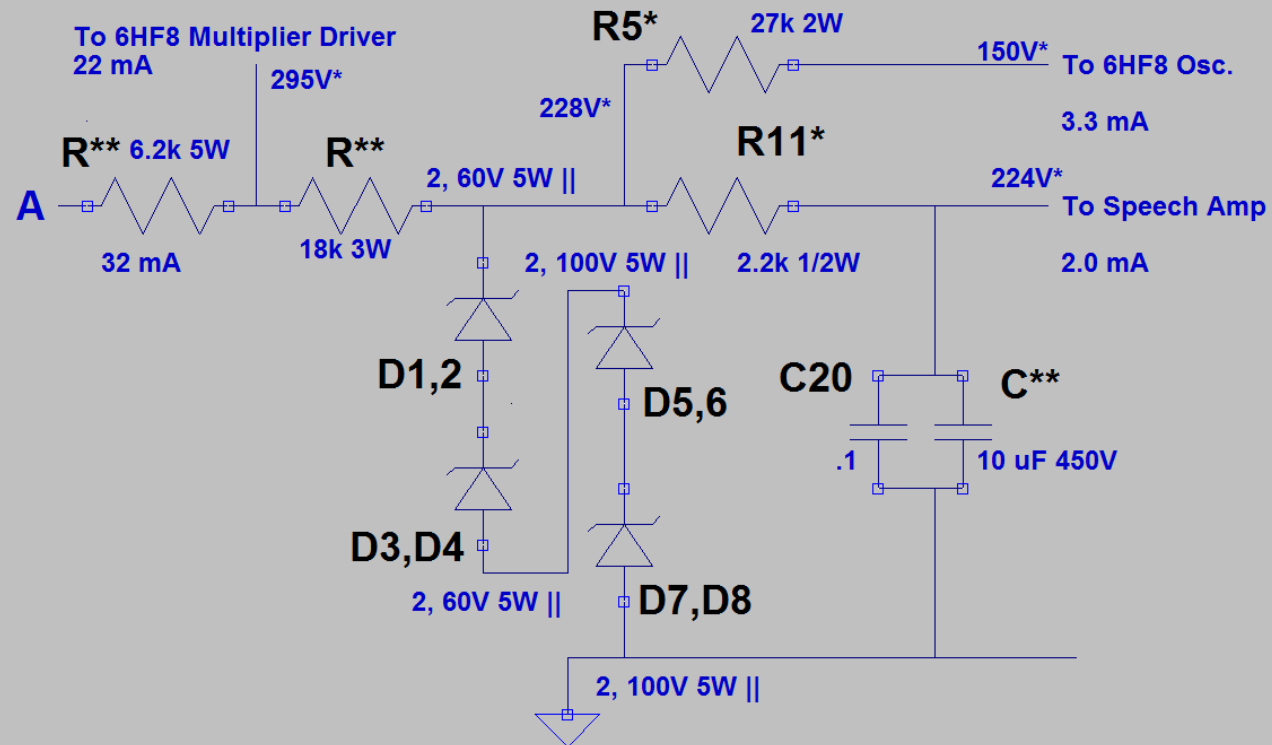 R5*
27k 2W
To 6HF8 Multiplier Driver
22 mA
295V*
150V*
To 6HF8 Osc.
228V*
3.3 mA
R**
6.2k 5W
R**
R11*
2, 60V 5W ||
224V*
A
To Speech Amp
18k 3W
32 mA
2, 100V 5W ||
2.2k 1/2W
2.0 mA
D1,2
C20
C**
D5,6
.1
10 uF 450V
D3,D4
2, 60V 5W ||
D7,D8
2, 100V 5W ||